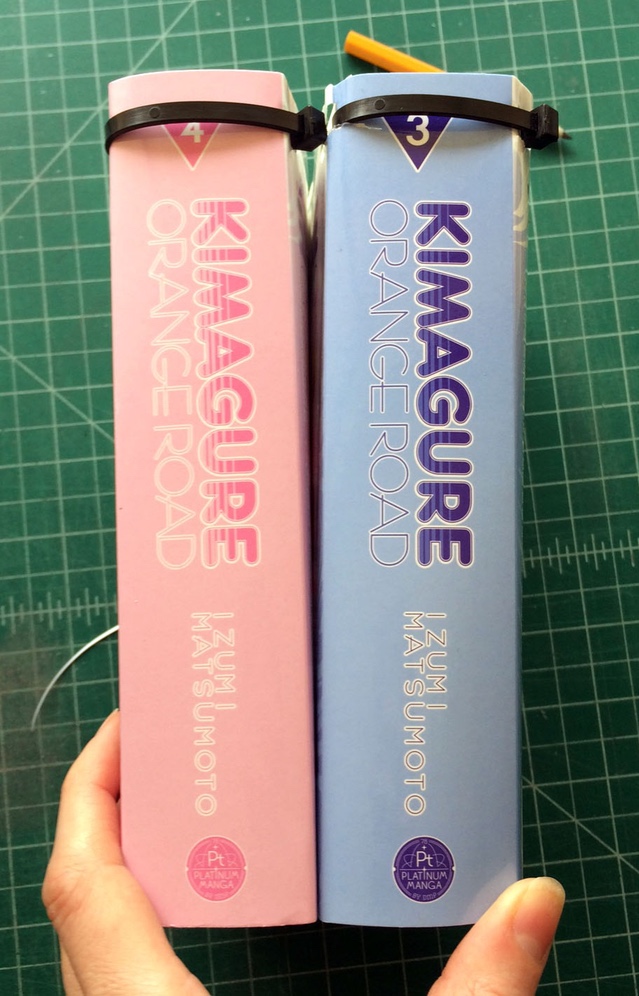 4
KIMAGURE
ORANGE ROAD
IZUMI
MATSUMOTO
Pt
PLATINUM
MANGA
3
KIMAGURE
ORANGE ROAD
IZUMI
MATSUMOTO
Pt
PLATINUM
MANGA